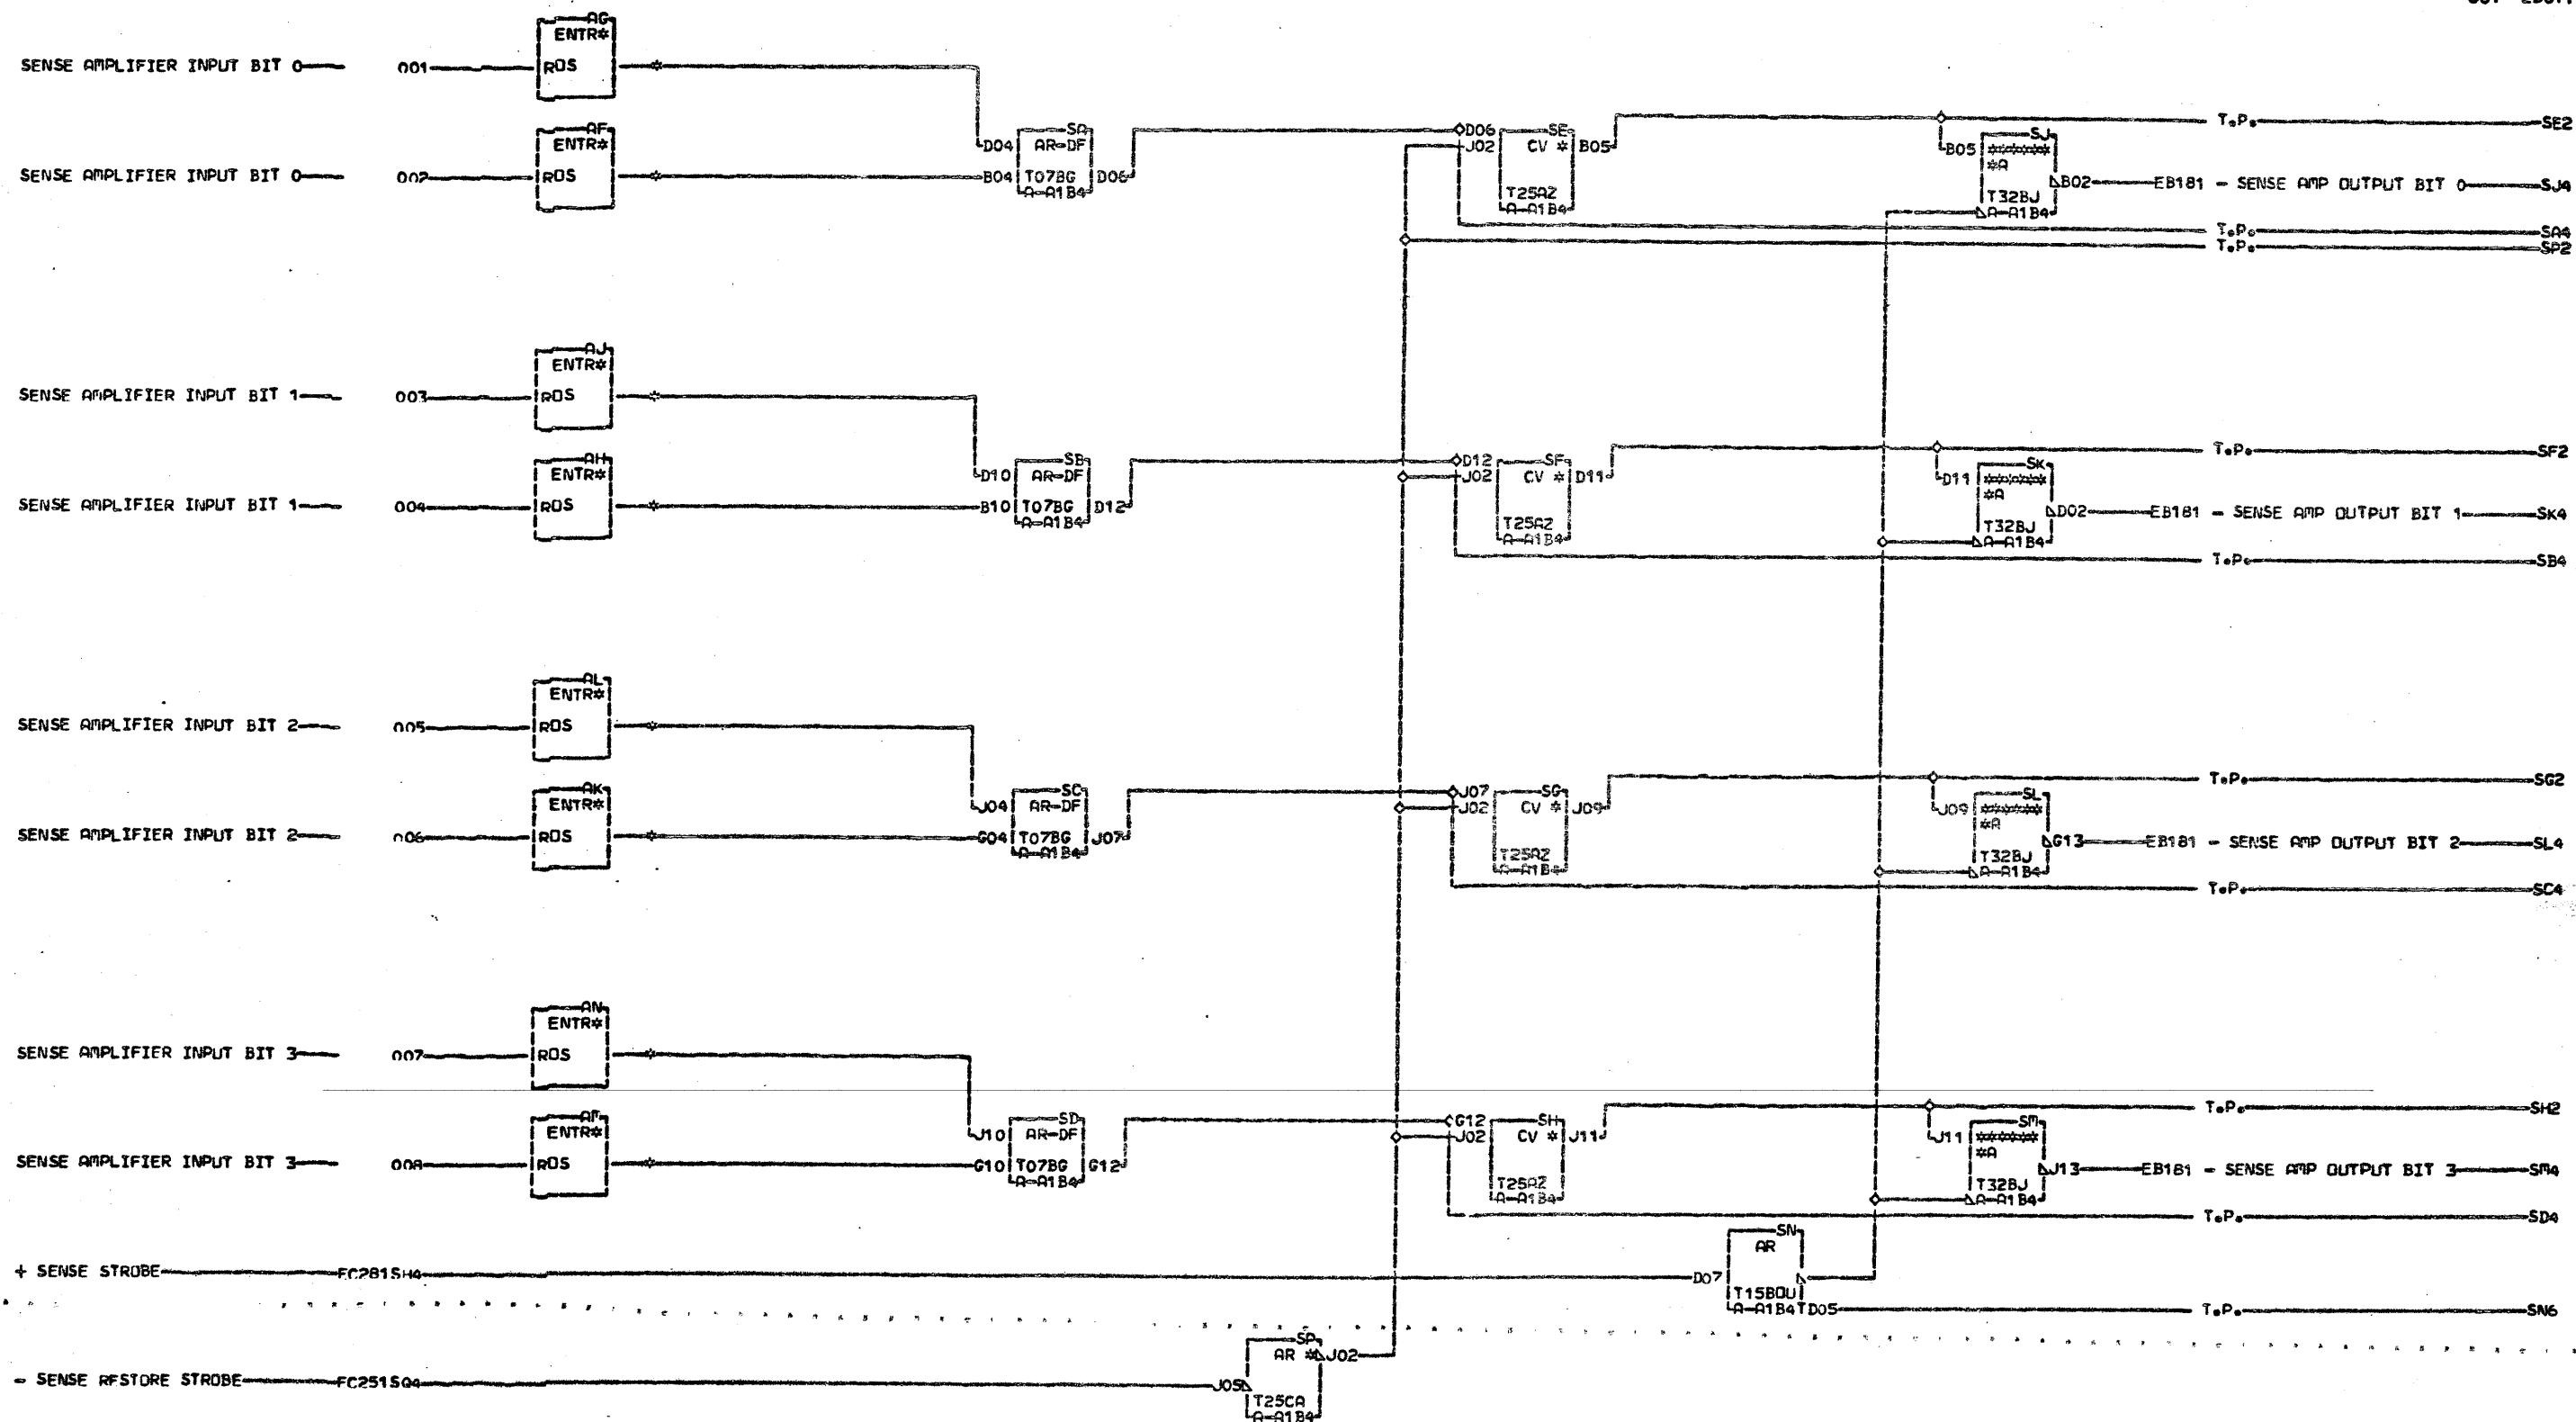 AG
ENTR*
SENSE AMPLIFIER INPUT BIT 0 001 ROS
AF SA D06 SE T.P. SE2
ENTR* D04 AR-DF J02 CV * B05 B05 SJ
******
*A
SENSE AMPLIFIER INPUT BIT 0 002 ROS B04 T07BG D06 B02 EB181 - SENSE AMP OUTPUT BIT 0 SJ4
A-A1B4 T25AZ T32BJ
A-A1B4 A-A1B4
T.P. SA4
T.P. SP2
AJ
ENTR*
SENSE AMPLIFIER INPUT BIT 1 003 ROS
AH SB D12 SF T.P. SF2
ENTR* D10 AR-DF J02 CV * D11 D11 SK
******
*A
SENSE AMPLIFIER INPUT BIT 1 004 ROS B10 T07BG D12 D02 EB181 - SENSE AMP OUTPUT BIT 1 SK4
A-A1B4 T25AZ T32BJ
A-A1B4 A-A1B4
T.P. SB4
AL
ENTR*
SENSE AMPLIFIER INPUT BIT 2 005 ROS
AK SC J07 SG T.P. SG2
ENTR* J04 AR-DF J02 CV * J09 J09 SL
******
*A
SENSE AMPLIFIER INPUT BIT 2 006 ROS G04 T07BG J07 G13 EB181 - SENSE AMP OUTPUT BIT 2 SL4
A-A1B4 T25AZ T32BJ
A-A1B4 A-A1B4
T.P. SC4
AN
ENTR*
SENSE AMPLIFIER INPUT BIT 3 007 ROS
AM SD G12 SH T.P. SH2
ENTR* J10 AR-DF J02 CV * J11 J11 SM
******
*A
SENSE AMPLIFIER INPUT BIT 3 008 ROS G10 T07BG G12 J13 EB181 - SENSE AMP OUTPUT BIT 3 SM4
A-A1B4 T25AZ T32BJ
A-A1B4 A-A1B4
T.P. SD4
SN
AR
+ SENSE STROBE FC281SH4 D07
T15BOU
A-A1B4TD05 T.P. SN6
SP
AR * J02
- SENSE RESTORE STROBE FC251SQ4 J05
T25CA
A-A1B4